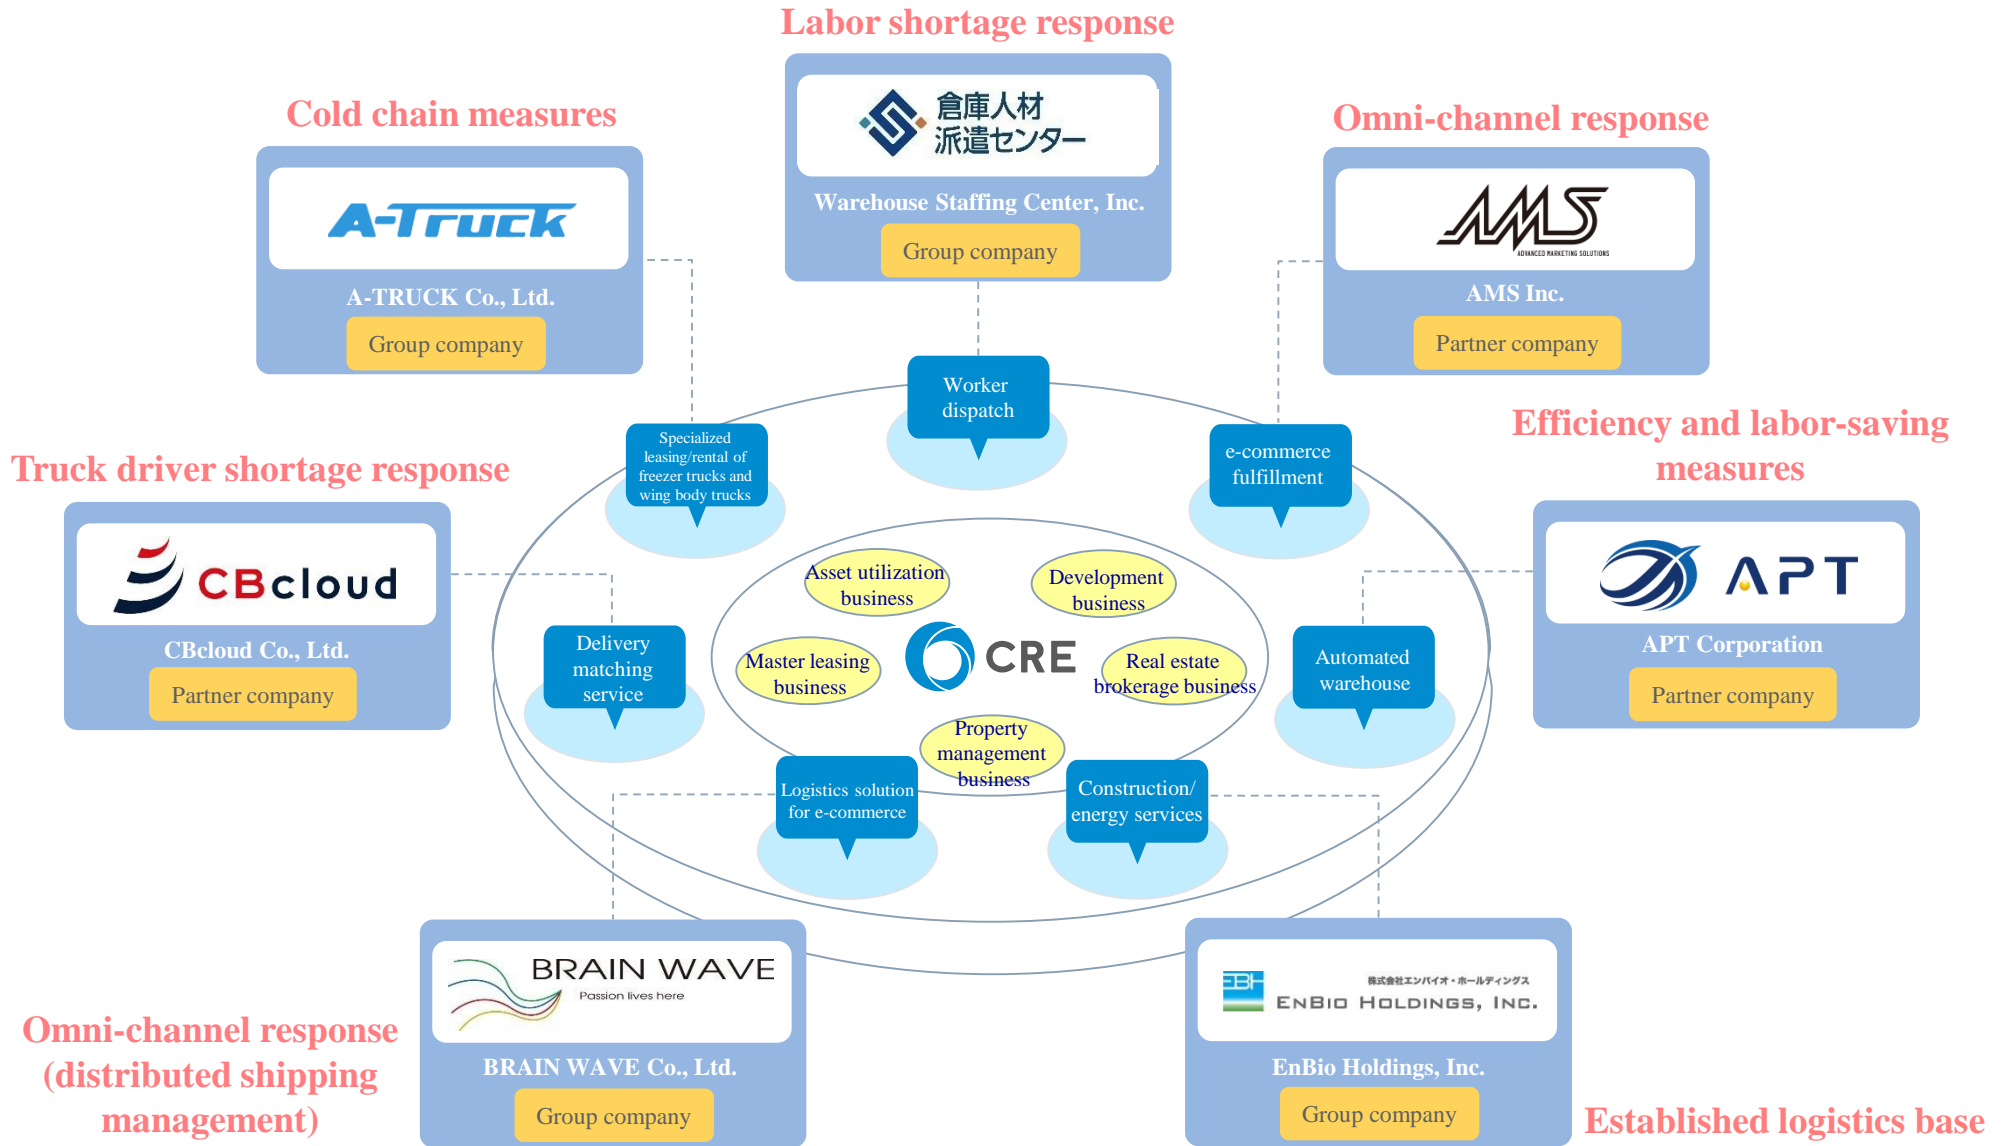 Labor shortage response
倉庫人材
派遣センター
Warehouse Staffing Center, Inc.
Group company
Cold chain measures
A-TRUCK
A-TRUCK Co., Ltd.
Group company
Omni-channel response
AMS
ADVANCED MARKETING SOLUTIONS
AMS Inc.
Partner company
Truck driver shortage response
CBcloud
CBcloud Co., Ltd.
Partner company
Efficiency and labor-saving
measures
APT
APT Corporation
Partner company
Worker
dispatch
Specialized
leasing/rental of
freezer trucks and
wing body trucks
e-commerce
fulfillment
Delivery
matching
service
Automated
warehouse
Asset utilization
business
Development
business
Master leasing
business
CRE
Real estate
brokerage business
Property
management
business
Logistics solution
for e-commerce
Construction/
energy services
BRAIN WAVE
Passion lives here
BRAIN WAVE Co., Ltd.
Group company
Omni-channel response
(distributed shipping
management)
EBH
株式会社エンバイオ・ホールディングス
ENBIO HOLDINGS, INC.
EnBio Holdings, Inc.
Group company
Established logistics base